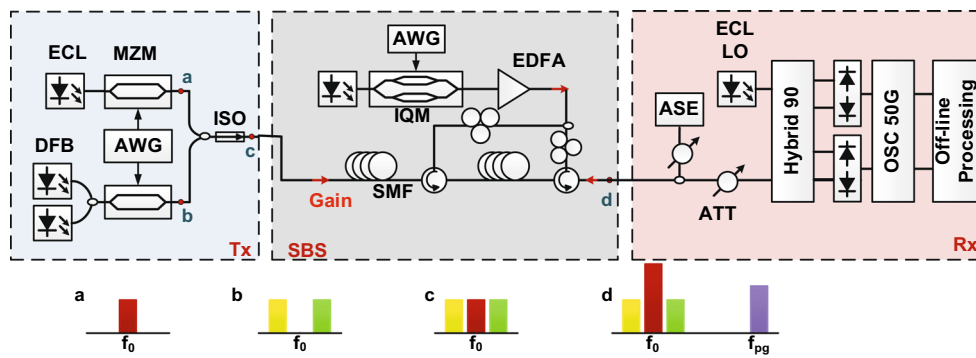 ECL MZM
a
DFB
AWG
ISO
c
b
Tx
AWG
EDFA
IQM
Gain
SMF
SBS
d
ECL
LO
ASE
ATT
Hybrid 90
OSC 50G
Off-line
Processing
Rx
a
f0
b
f0
c
f0
d
f0
fpg